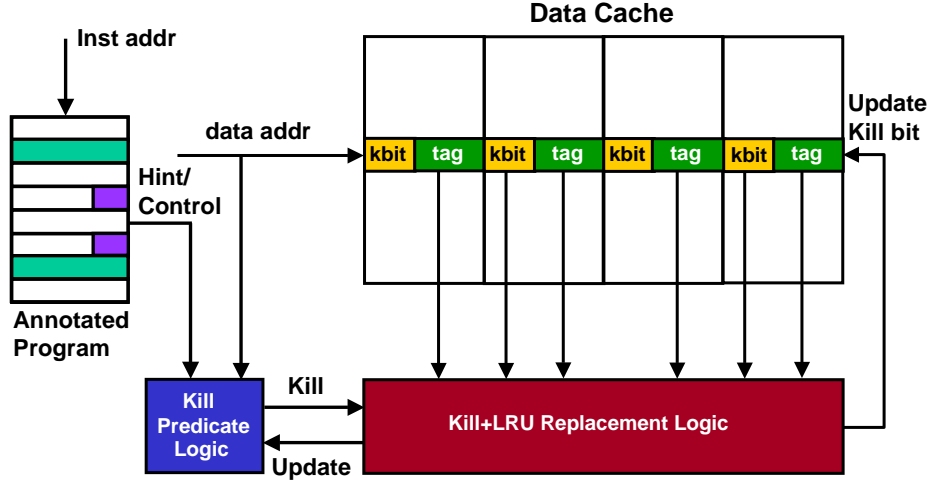 Data Cache
Inst addr
Update
Kill bit
data addr
kbit tag kbit tag kbit tag kbit tag
Hint/
Control
Annotated
Program
Kill
Kill
Predicate
Logic
Kill+LRU Replacement Logic
Update